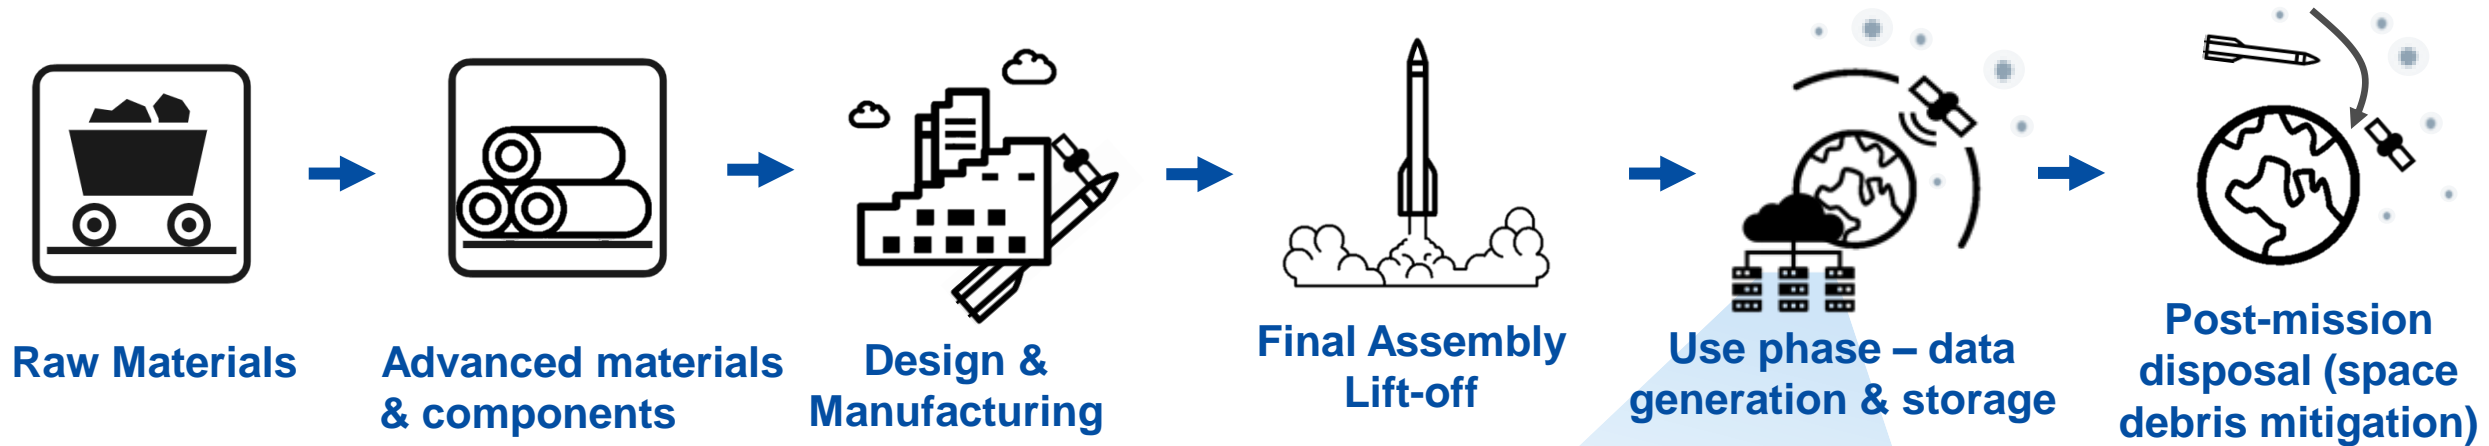 Raw Materials
Advanced materials
& components
Design &
Manufacturing
Final Assembly
Lift-off
Use phase – data
generation & storage
Post-mission
disposal (space
debris mitigation)